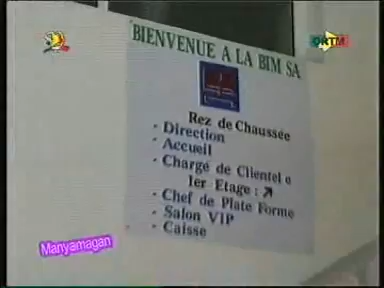 BIENVENUE A LA BIM SA
ORTM
Rez de Chaussée
- Direction
- Accueil
- Chargé de Clientel e
1er Etage : ↗
- Chef de Plate Forme
- Salon VIP
- Caisse
Manyamagan